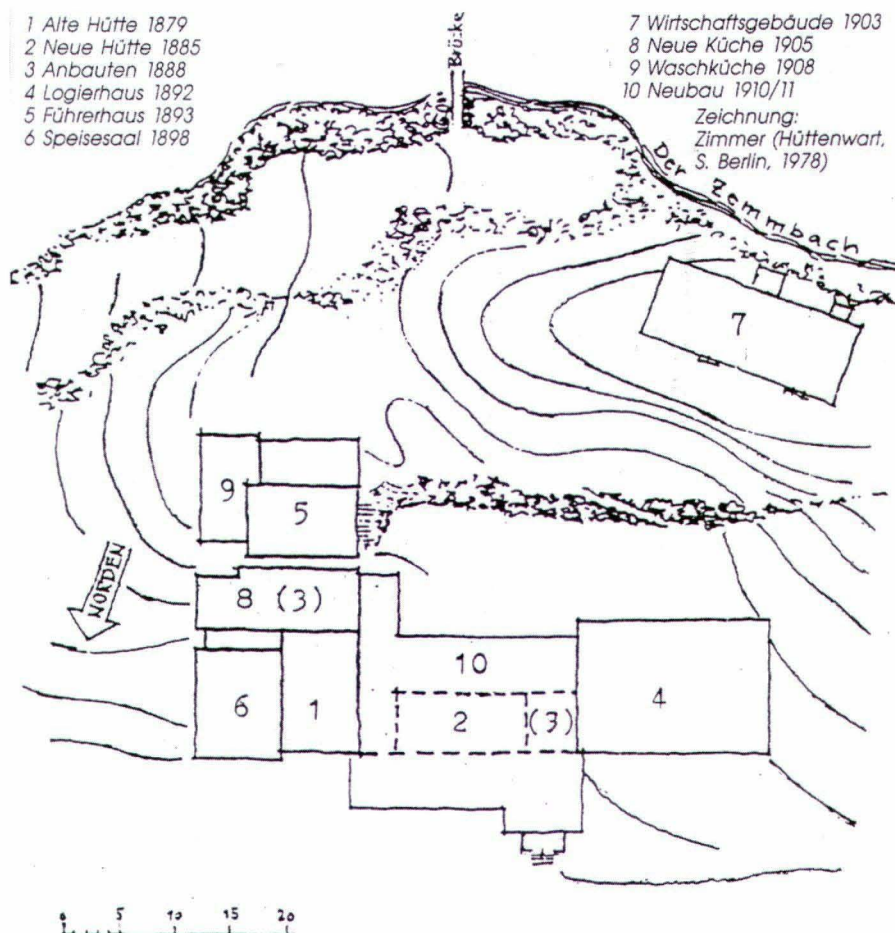 1 Alte Hütte 1879
2 Neue Hütte 1885
3 Anbauten 1888
4 Logierhaus 1892
5 Führerhaus 1893
6 Speisesaal 1898
Brücke
7 Wirtschaftsgebäude 1903
8 Neue Küche 1905
9 Waschküche 1908
10 Neubau 1910/11
Zeichnung:
Zimmer (Hüttenwart,
S. Berlin, 1978)
Der Zemmbach
7
9
5
NORDEN
8 (3)
10
6
1
2
(3)
4
0 5 10 15 20